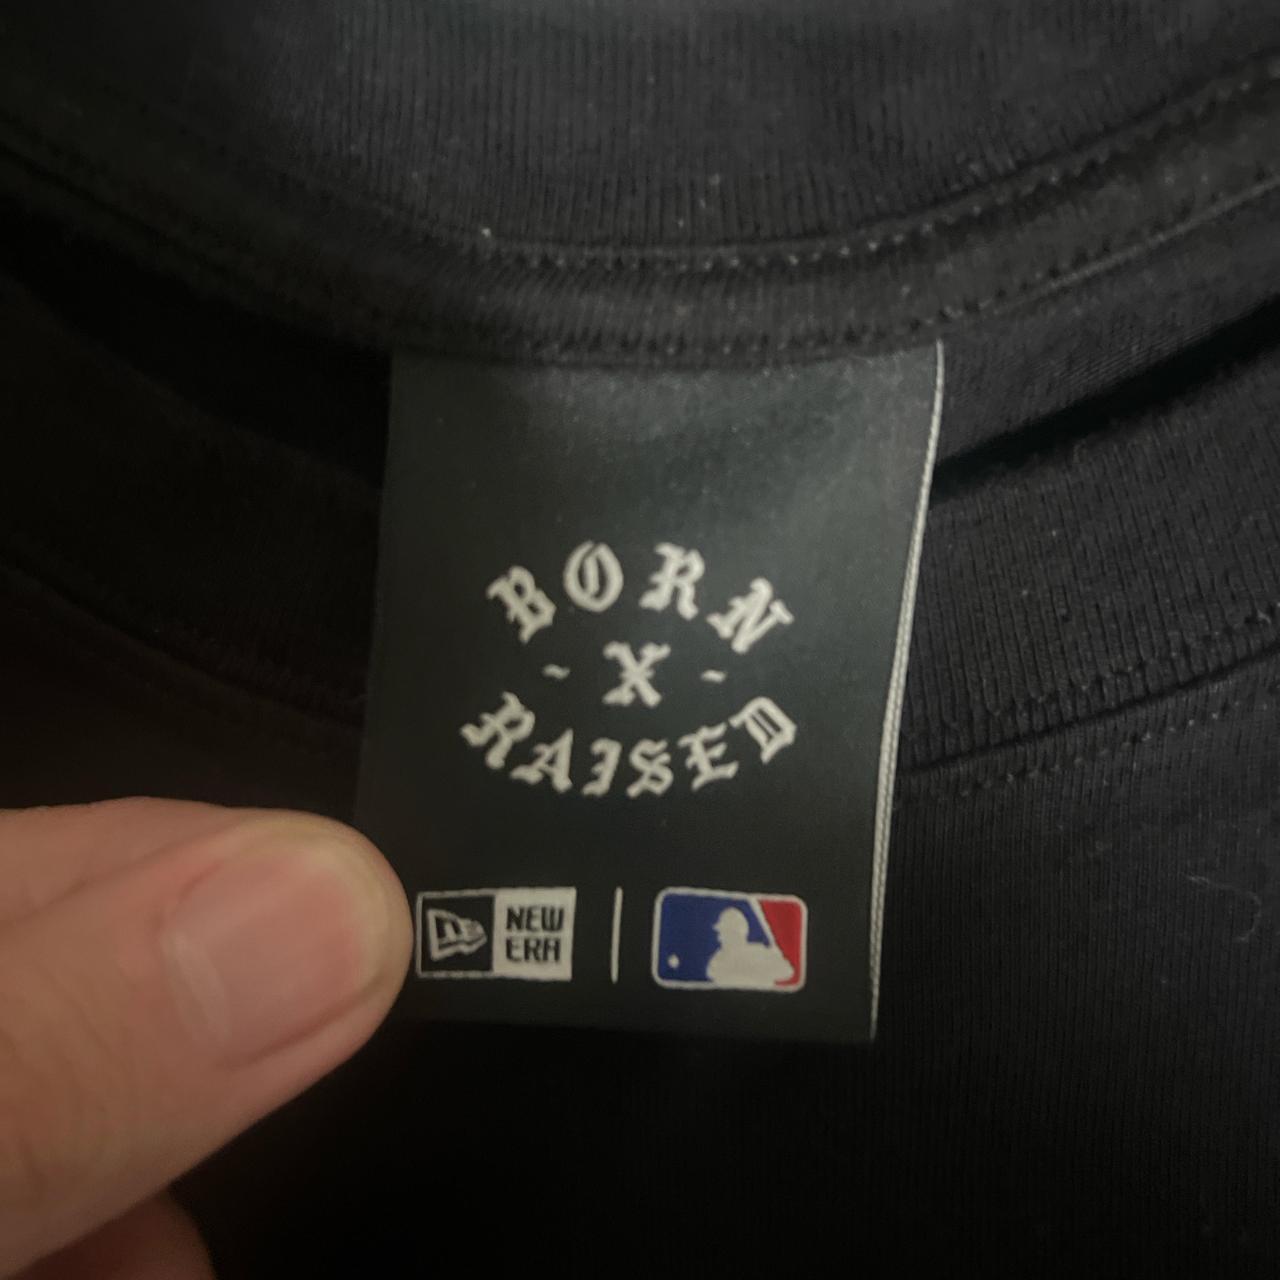 BORN
~ X ~
RAISED
NEW
ERA